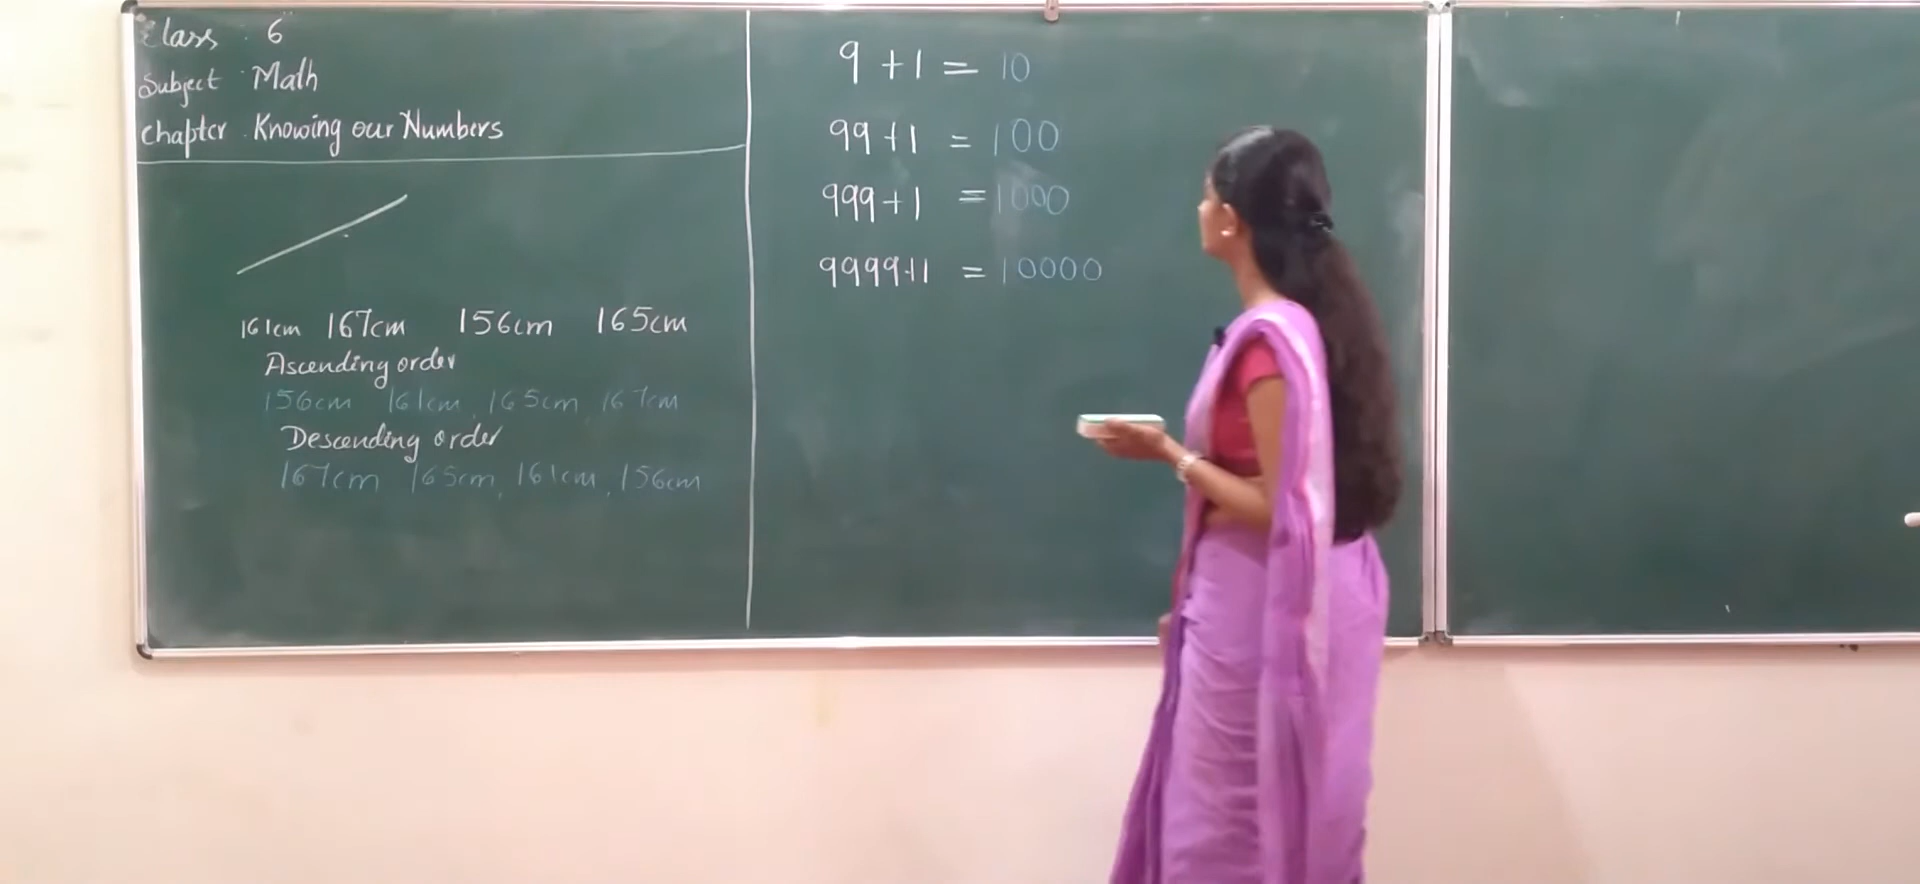 Class : 6
Subject : Math
Chapter : Knowing our Numbers
161cm 167cm 156cm 165cm
Ascending order
156cm 161cm, 165cm, 167cm
Descending order
167cm 165cm, 161cm, 156cm
9 + 1 = 10
99 + 1 = 100
999 + 1 = 1000
9999+1 = 10000